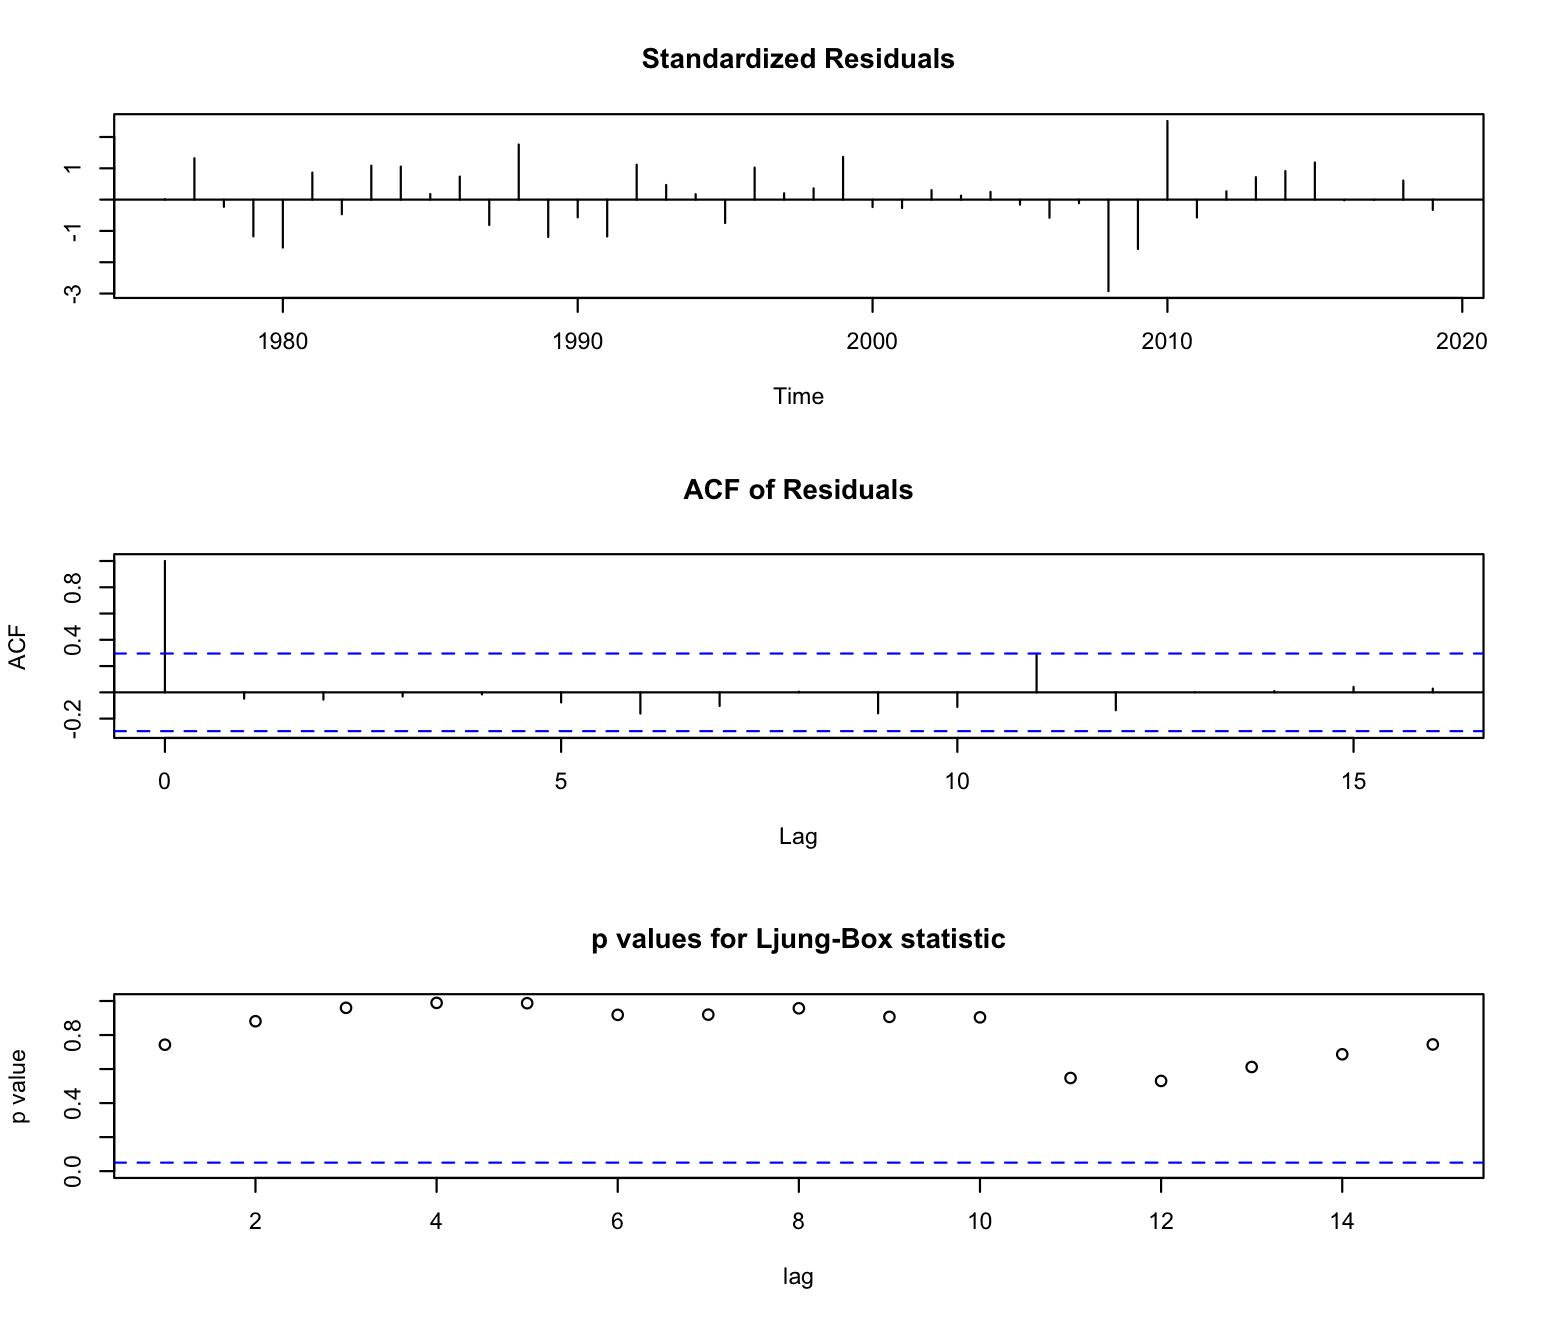 Standardized Residuals
1
-1
-3
1980 1990 2000 2010 2020
Time
ACF of Residuals
ACF
0.8
0.4
-0.2
0 5 10 15
Lag
p values for Ljung-Box statistic
p value
0.8
0.4
0.0
2 4 6 8 10 12 14
lag